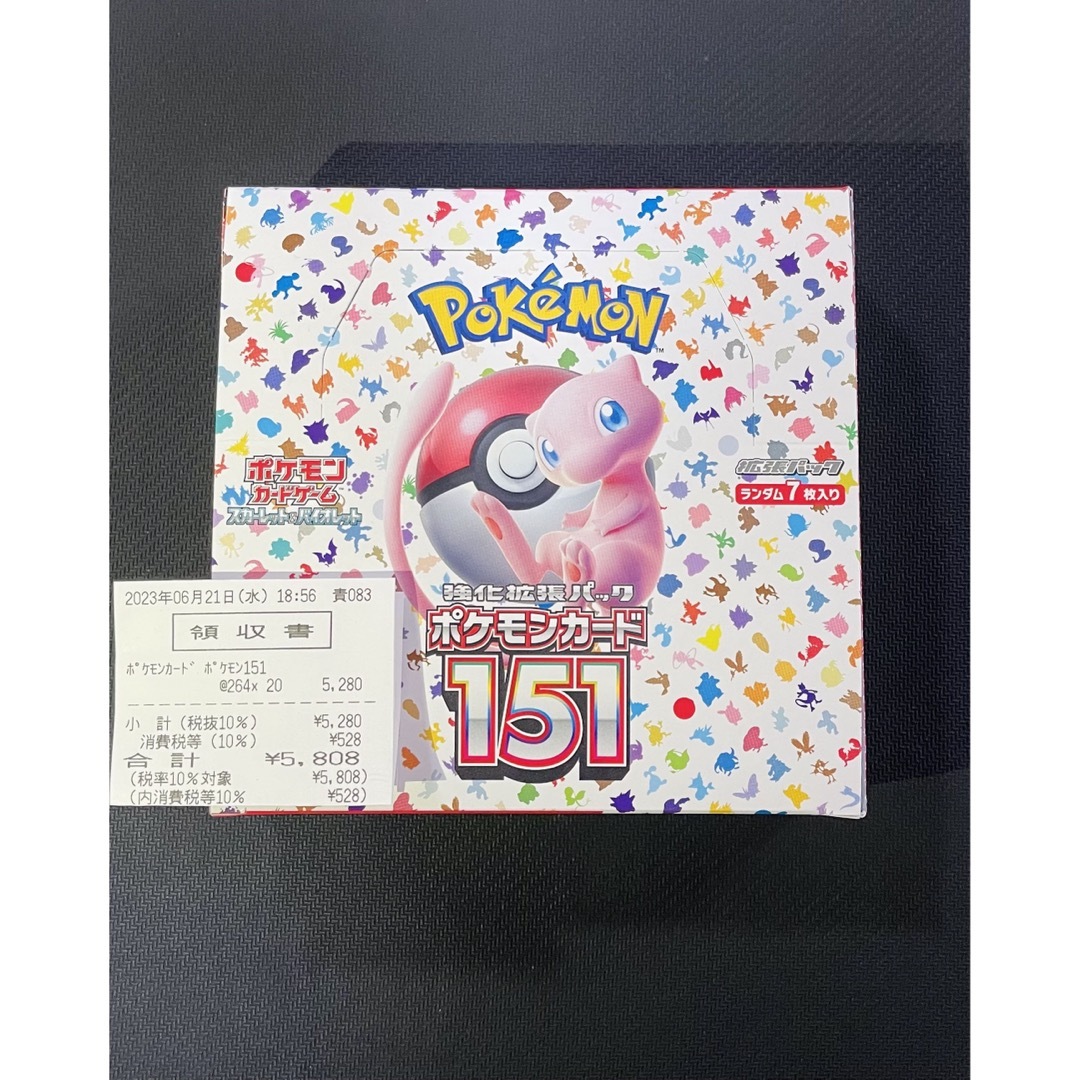 POKéMON
TM
ポケモン
カードゲーム
スカーレット&バイオレット
拡張パック
ランダム7枚入り
強化拡張パック
ポケモンカード
151
2023年06月21日(水) 18:56 責083
領収書
ポケモンカード ポケモン151
@264x 20 5,280
小 計(税抜10%) ¥5,280
消費税等(10%) ¥528
合 計 ¥5,808
(税率10%対象 ¥5,808)
(内消費税等10% ¥528)